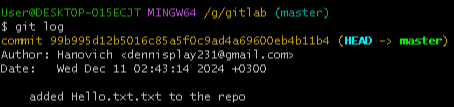 User@DESKTOP-015ECJT MINGW64 /g/gitlab (master)
$ git log
commit 99b995d12b5016c85a5f0c9ad4a69600eb4b11b4 (HEAD -> master)
Author: Hanovich <dennisplay231@gmail.com>
Date:   Wed Dec 11 02:43:14 2024 +0300
    added Hello.txt.txt to the repo